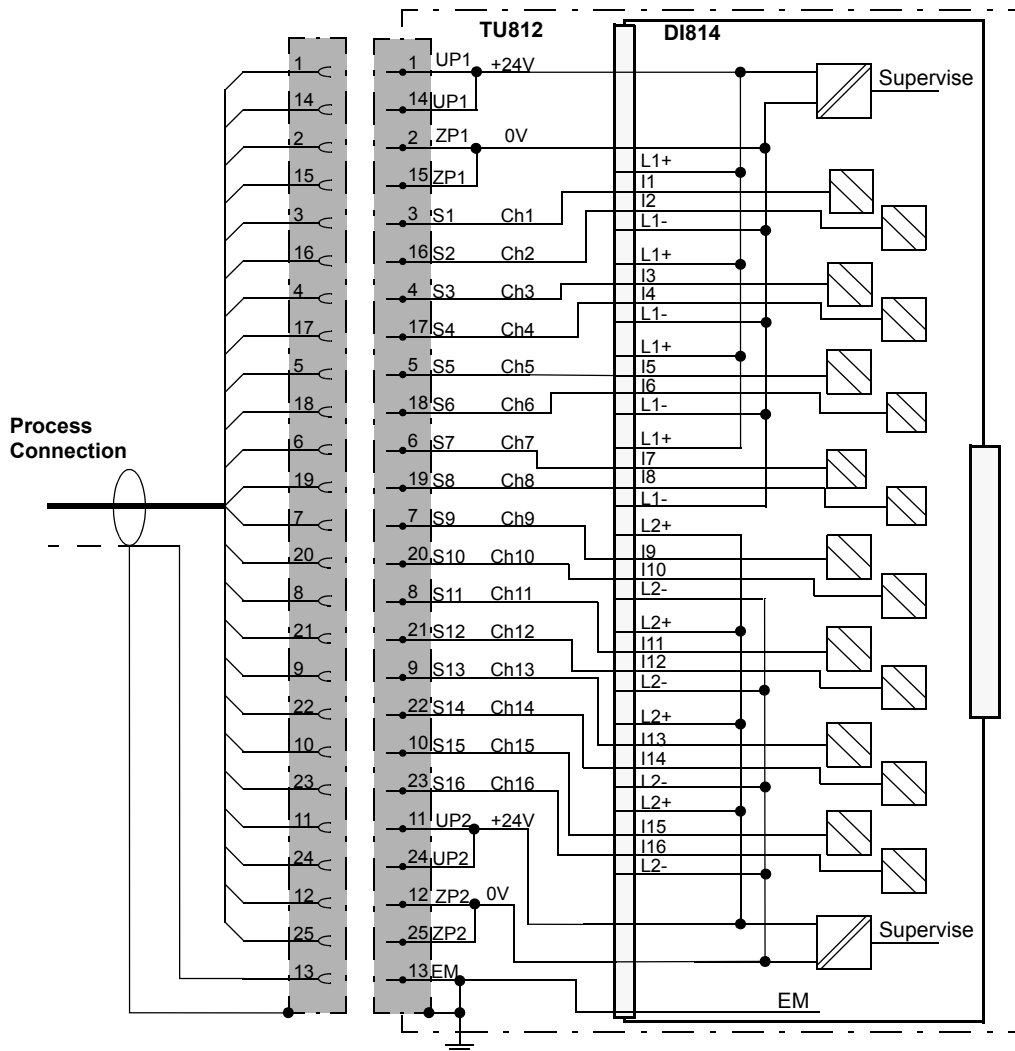 TU812 DI814
1 1 UP1 +24V Supervise
14 14 UP1
2 2 ZP1 0V
15 15 ZP1 L1+
I1
3 3 S1 Ch1 I2
L1-
16 16 S2 Ch2 L1+
I3
4 4 S3 Ch3 I4
L1-
17 17 S4 Ch4
L1+
5 5 S5 Ch5 I5
I6
18 18 S6 Ch6 L1-
Process
Connection
6 6 S7 Ch7 L1+
I7
19 19 S8 Ch8 I8
L1-
7 7 S9 Ch9 L2+
I9
20 20 S10 Ch10 I10
L2-
8 8 S11 Ch11
L2+
21 21 S12 Ch12 I11
I12
9 9 S13 Ch13 L2-
22 22 S14 Ch14 L2+
I13
10 10 S15 Ch15 I14
L2-
23 23 S16 Ch16 L2+
11 11 UP2 +24V I15
I16
24 24 UP2 L2-
12 12 ZP2 0V
25 25 ZP2 Supervise
13 13 EM
EM